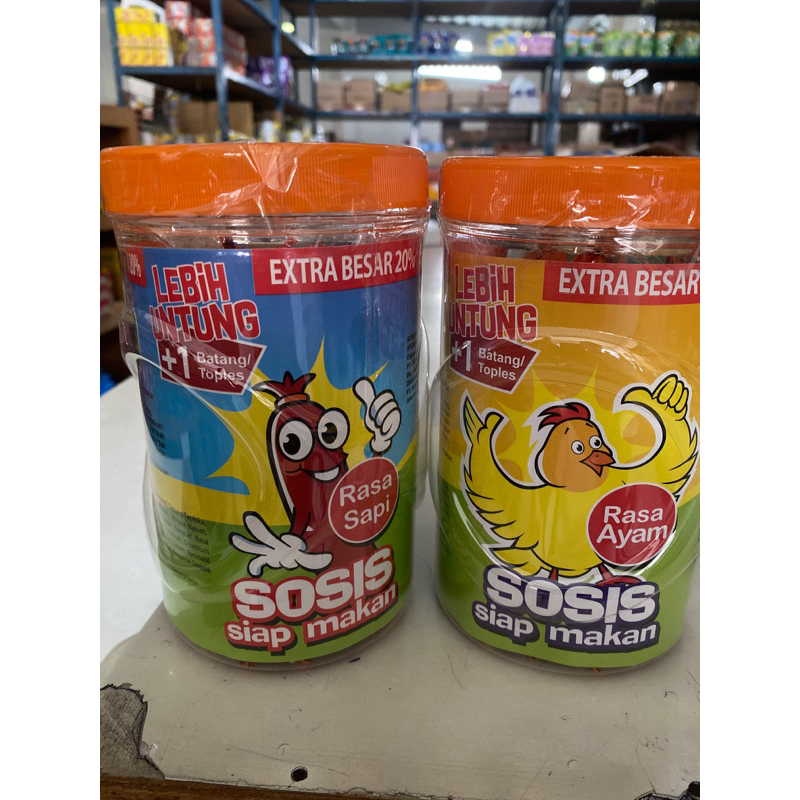 20%
LEBIH
UNTUNG
+1 Batang/
Toples
EXTRA BESAR 20%
Rasa
Sapi
SOSIS
siap makan
LEBIH
UNTUNG
+1 Batang/
Toples
EXTRA BESAR
Rasa
Ayam
SOSIS
siap makan